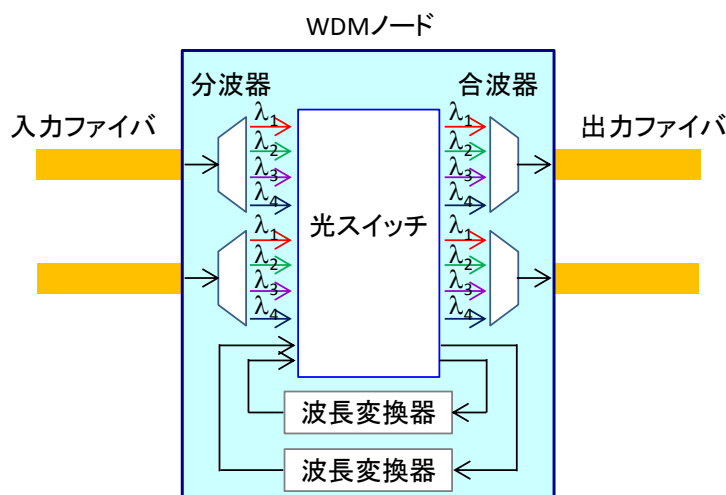 WDMノード
分波器
合波器
入力ファイバ
出力ファイバ
λ1
λ2
λ3
λ4
λ1
λ2
λ3
λ4
光スイッチ
λ1
λ2
λ3
λ4
λ1
λ2
λ3
λ4
波長変換器
波長変換器